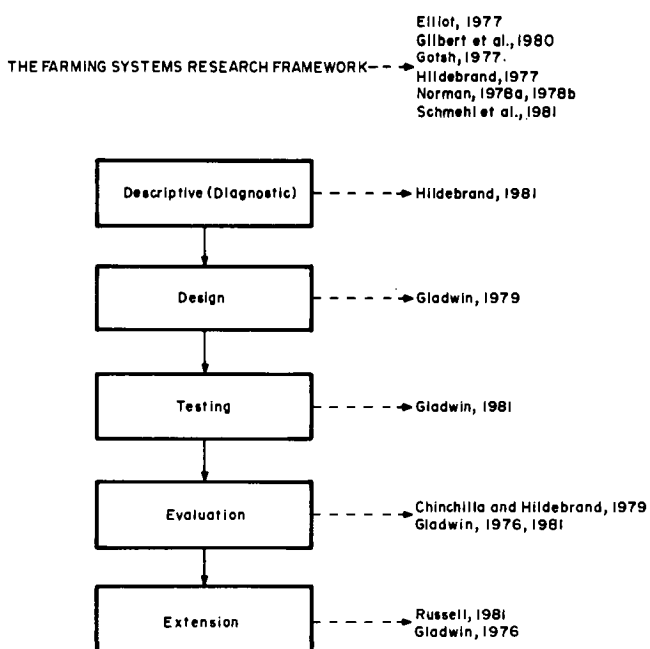 Elliot, 1977
Gilbert et al., 1980
Gotsh, 1977.
THE FARMING SYSTEMS RESEARCH FRAMEWORK
Hildebrand, 1977
Norman, 1978a, 1978b
Schmehl et al., 1981
Descriptive (Diagnostic)
Hildebrand, 1981
Design
Gladwin, 1979
Testing
Gladwin, 1981
Evaluation
Chinchilla and Hildebrand, 1979
Gladwin, 1976, 1981
Extension
Russell, 1981
Gladwin, 1976